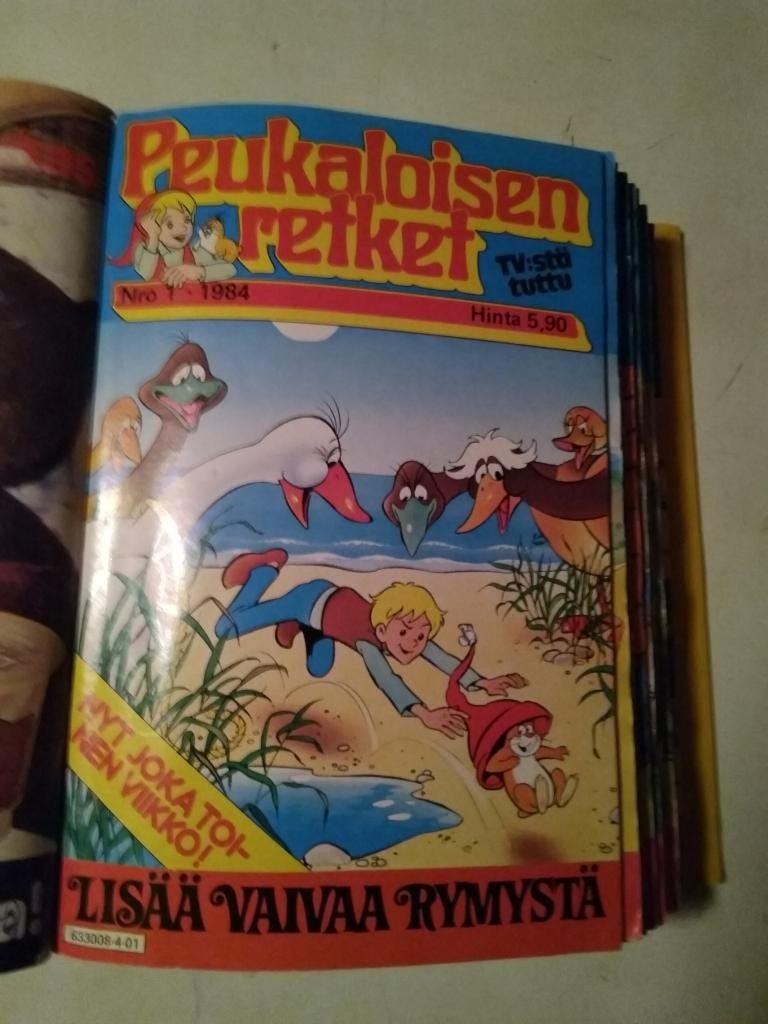 Peukaloisen
retket
TV:stä
tuttu
Nro 1 · 1984
Hinta 5,90
NYT JOKA TOI-
NEN VIIKKO!
LISÄÄ VAIVAA RYMYSTÄ
633008-4-01